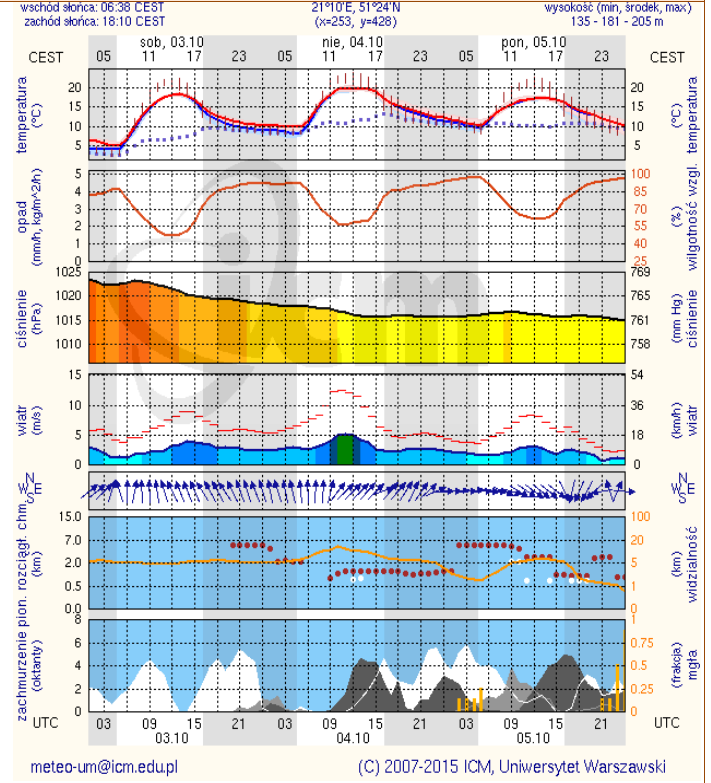 wschód słońca: 06:38 CEST 21°10'E, 51°24'N wysokość (min, środek, max)
zachód słońca: 18:10 CEST (x=253, y=428) 135 - 181 - 205 m
sob, 03.10 nie, 04.10 pon, 05.10
CEST 05 11 17 23 05 11 17 23 05 11 17 23 CEST
temperatura (°C) 20 15 10 5 20 15 10 5 (°C) temperatura
opad (mm/h, kg/m^2/h) 5 4 3 2 1 0 100 85 70 55 40 25 (%) wilgotność wzgl.
icm
ciśnienie (hPa) 1025 1020 1015 1010 769 765 761 758 (mm Hg) ciśnienie
wiatr (m/s) 15 10 5 0 54 36 18 0 (km/h) wiatr
N W E S N W E S
pion. rozciągł. chm. (km) 15.0 7.0 2.0 0.5 0.0 100 20 5 1 0 (km) widzialność
zachmurzenie (oktanty) 8 6 4 2 0 1 0.75 0.5 0.25 0 (frakcja) mgła
UTC 03 09 15 21 03 09 15 21 03 09 15 21 UTC
03.10 04.10 05.10
meteo-um@icm.edu.pl (C) 2007-2015 ICM, Uniwersytet Warszawski